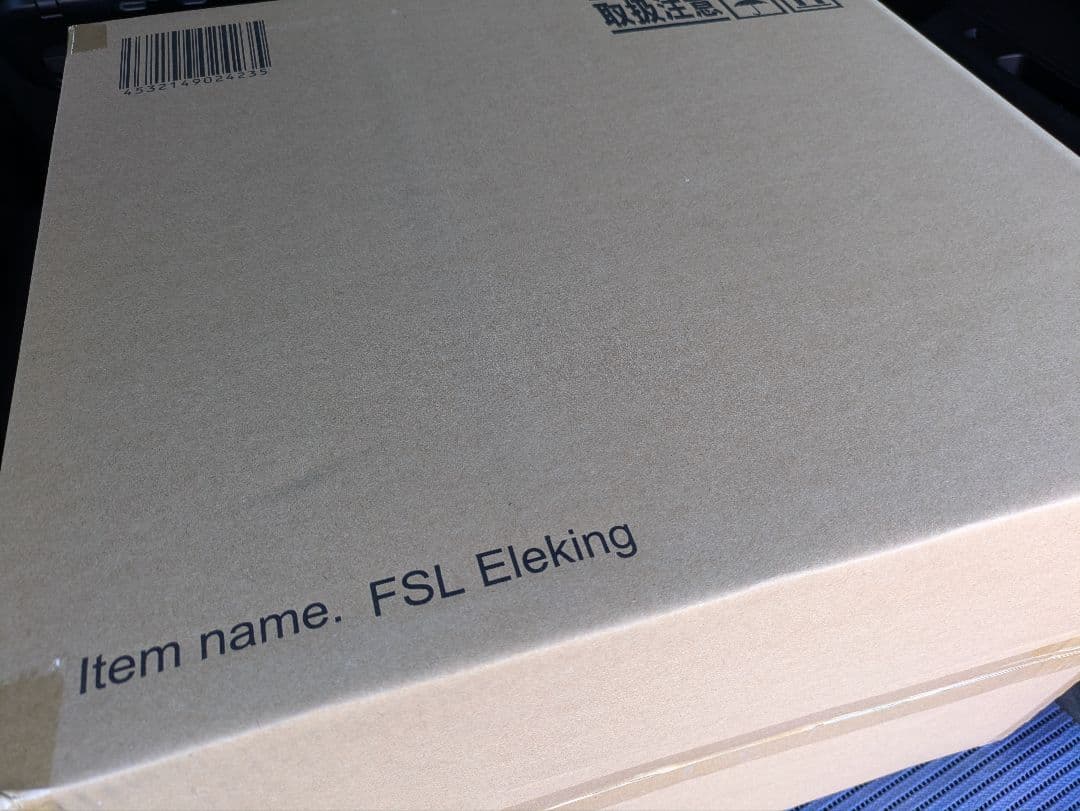 取扱注意
4532149024235
Item name. FSL Eleking